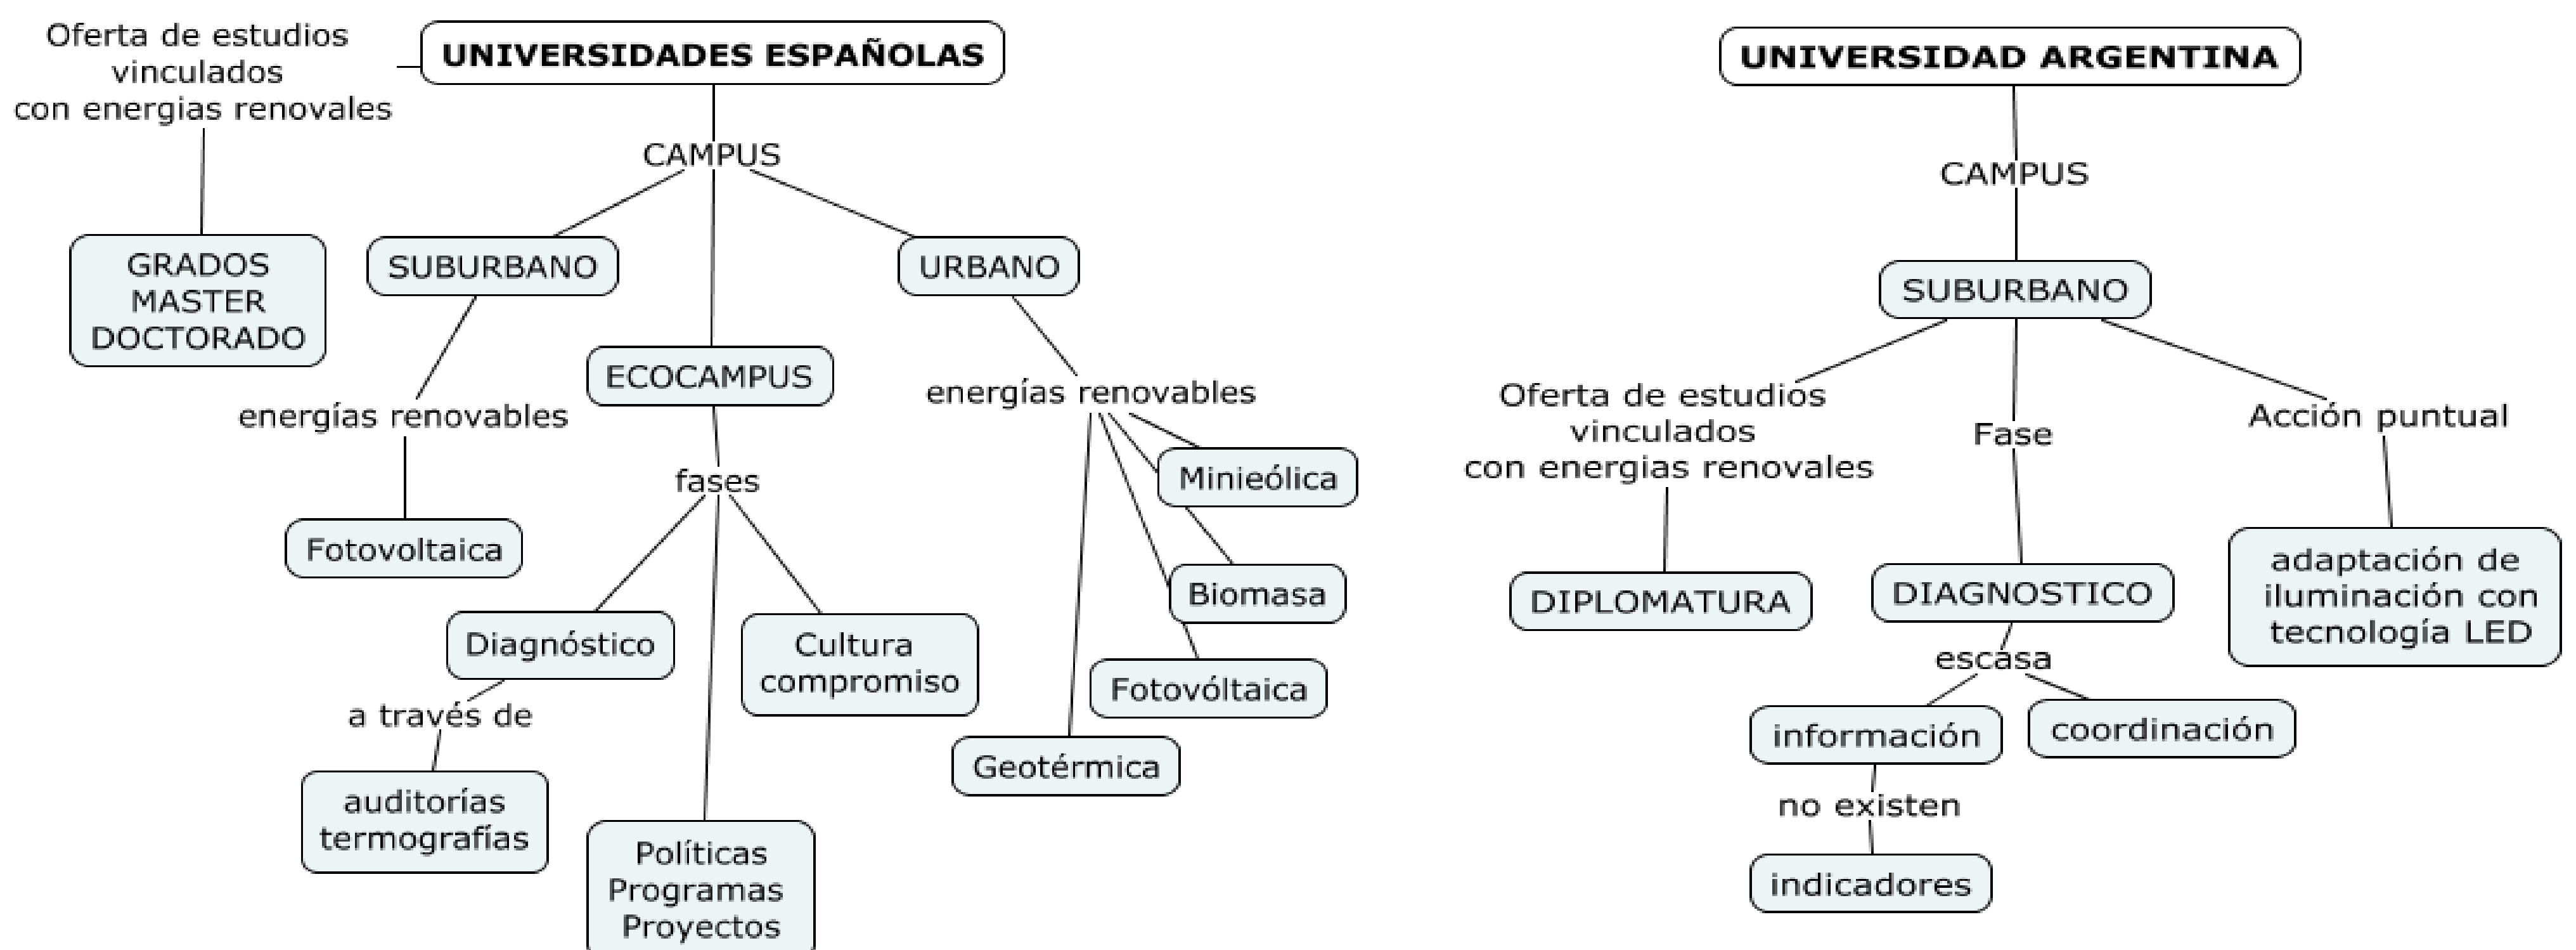 Oferta de estudios
vinculados
con energias renovales
UNIVERSIDADES ESPAÑOLAS
CAMPUS
GRADOS
MASTER
DOCTORADO
SUBURBANO
URBANO
ECOCAMPUS
energías renovables
energías renovables
Fotovoltaica
fases
Minieólica
Biomasa
Fotovóltaica
Geotérmica
Diagnóstico
Cultura
compromiso
a través de
auditorías
termografías
Políticas
Programas
Proyectos
UNIVERSIDAD ARGENTINA
CAMPUS
SUBURBANO
Oferta de estudios
vinculados
con energias renovales
Fase
Acción puntual
DIPLOMATURA
DIAGNOSTICO
adaptación de
iluminación con
tecnología LED
escasa
información
coordinación
no existen
indicadores